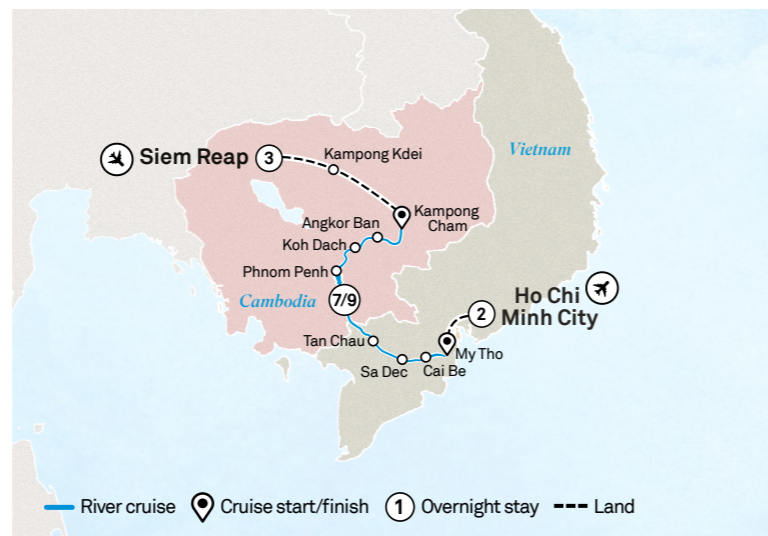 Vietnam
Kampong Kdei
Siem Reap
3
Kampong
Cham
Angkor Ban
Koh Dach
Phnom Penh
Cambodia
7/9
Ho Chi
Minh City
2
Tan Chau
My Tho
Sa Dec
Cai Be
River cruise
Cruise start/finish
1
Overnight stay
Land